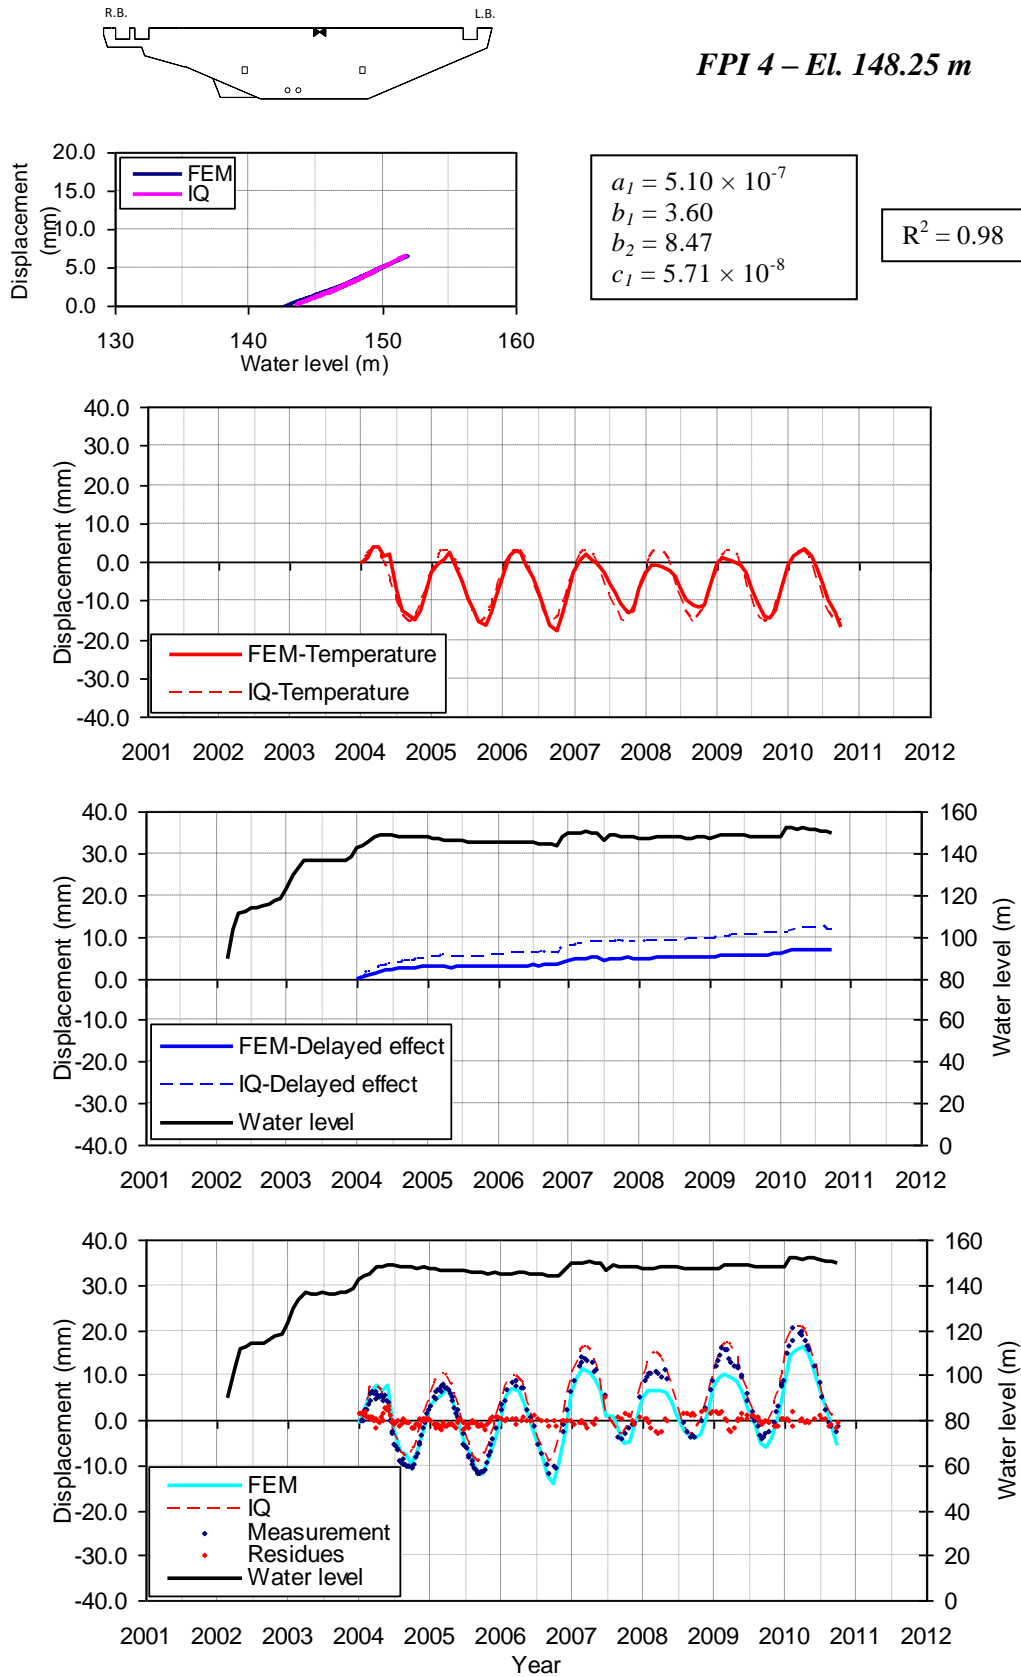 R.B.
L.B.
FPI 4 – El. 148.25 m
Displacement (mm)
20.0
15.0
10.0
5.0
0.0
FEM
IQ
130 140 150 160
Water level (m)
a1 = 5.10 × 10-7
b1 = 3.60
b2 = 8.47
c1 = 5.71 × 10-8
R2 = 0.98
Displacement (mm)
40.0
30.0
20.0
10.0
0.0
-10.0
-20.0
-30.0
-40.0
FEM-Temperature
IQ-Temperature
2001 2002 2003 2004 2005 2006 2007 2008 2009 2010 2011 2012
Displacement (mm)
40.0
30.0
20.0
10.0
0.0
-10.0
-20.0
-30.0
-40.0
FEM-Delayed effect
IQ-Delayed effect
Water level
160
140
120
100
80
60
40
20
0
Water level (m)
2001 2002 2003 2004 2005 2006 2007 2008 2009 2010 2011 2012
Displacement (mm)
40.0
30.0
20.0
10.0
0.0
-10.0
-20.0
-30.0
-40.0
FEM
IQ
Measurement
Residues
Water level
160
140
120
100
80
60
40
20
0
Water level (m)
2001 2002 2003 2004 2005 2006 2007 2008 2009 2010 2011 2012
Year